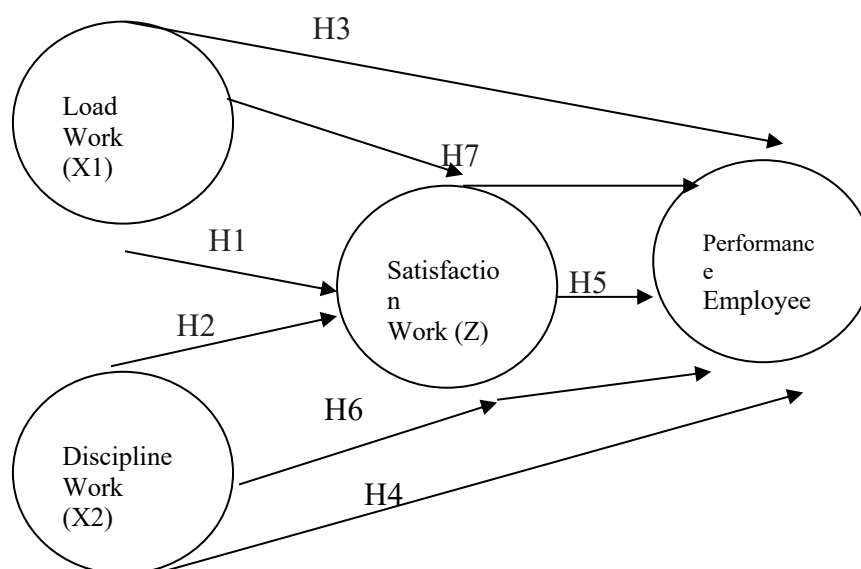 H3
Load
Work
(X1)
H7
H1
Satisfactio
n
Work (Z)
H5
Performanc
e
Employee
H2
H6
Discipline
Work
(X2)
H4